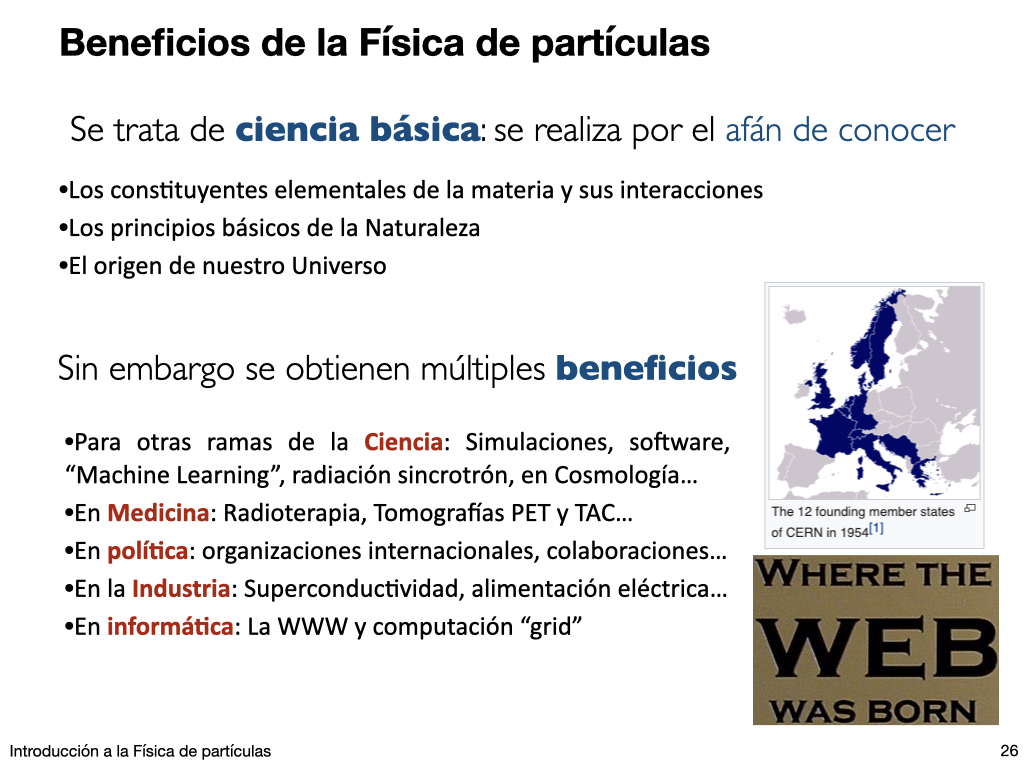 Beneficios de la Física de partículas
Se trata de ciencia básica: se realiza por el afán de conocer
•Los constituyentes elementales de la materia y sus interacciones
•Los principios básicos de la Naturaleza
•El origen de nuestro Universo
Sin embargo se obtienen múltiples beneficios
•Para otras ramas de la Ciencia: Simulaciones, software,
“Machine Learning”, radiación sincrotrón, en Cosmología…
•En Medicina: Radioterapia, Tomografías PET y TAC…
•En política: organizaciones internacionales, colaboraciones…
•En la Industria: Superconductividad, alimentación eléctrica…
•En informática: La WWW y computación “grid”
The 12 founding member states
of CERN in 1954[1]
WHERE THE
WEB
WAS BORN
Introducción a la Física de partículas
26